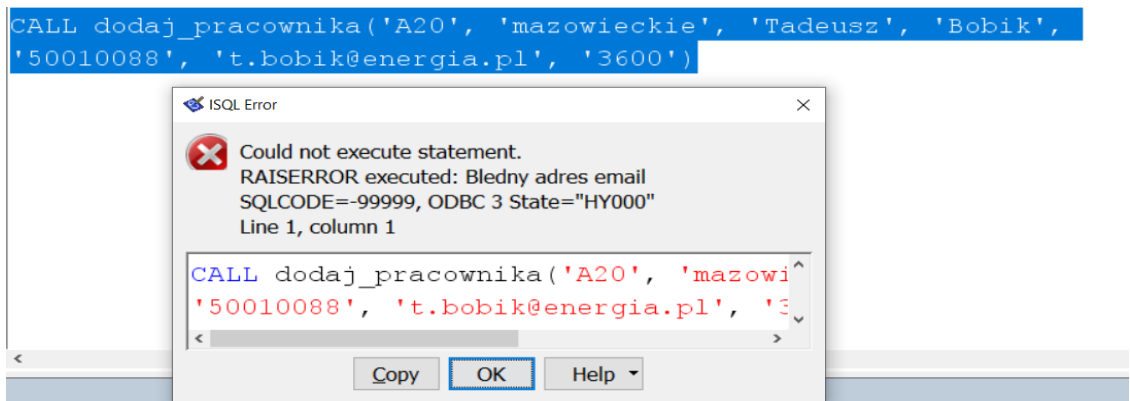 CALL dodaj_pracownika('A20', 'mazowieckie', 'Tadeusz', 'Bobik',
'50010088', 't.bobik@energia.pl', '3600')
ISQL Error
Could not execute statement.
RAISERROR executed: Bledny adres email
SQLCODE=-99999, ODBC 3 State="HY000"
Line 1, column 1
CALL dodaj_pracownika('A20', 'mazowi
'50010088', 't.bobik@energia.pl', '3
Copy OK Help